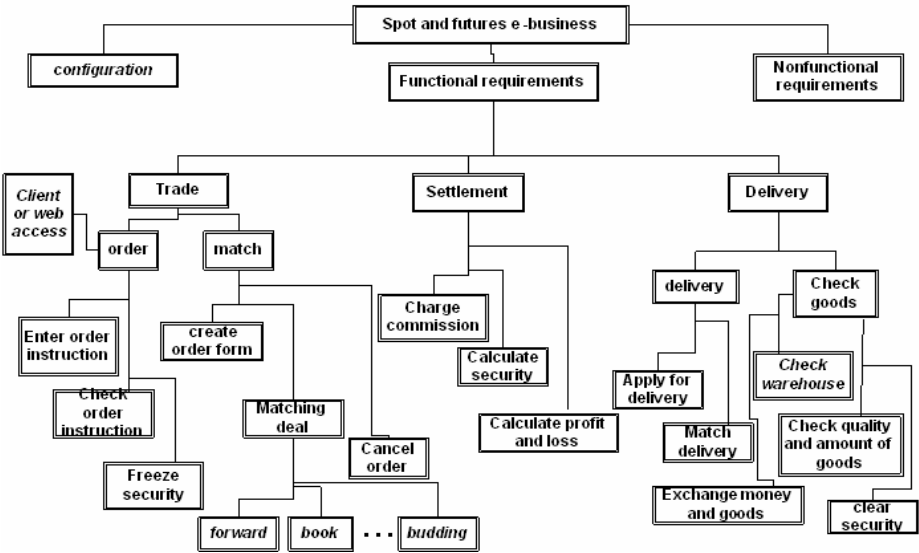 Spot and futures e-business
configuration
Functional requirements
Nonfunctional
requirements
Client
or web
access
Trade
Settlement
Delivery
order
match
delivery
Check
goods
Enter order
instruction
create
order form
Charge
commission
Calculate
security
Check
warehouse
Check
order
instruction
Matching
deal
Cancel
order
Calculate profit
and loss
Apply for
delivery
Match
delivery
Check quality
and amount of
goods
Freeze
security
Exchange money
and goods
clear
security
forward
book
...
budding